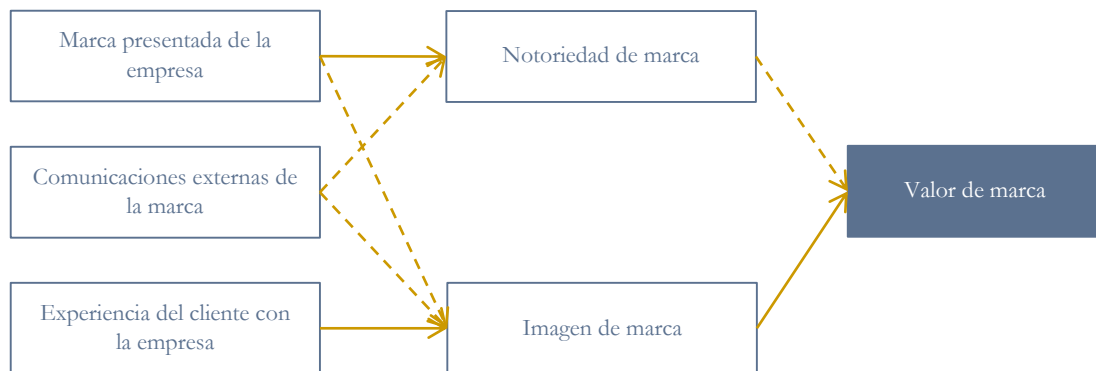 Marca presentada de la
empresa
Notoriedad de marca
Comunicaciones externas de
la marca
Valor de marca
Experiencia del cliente con
la empresa
Imagen de marca